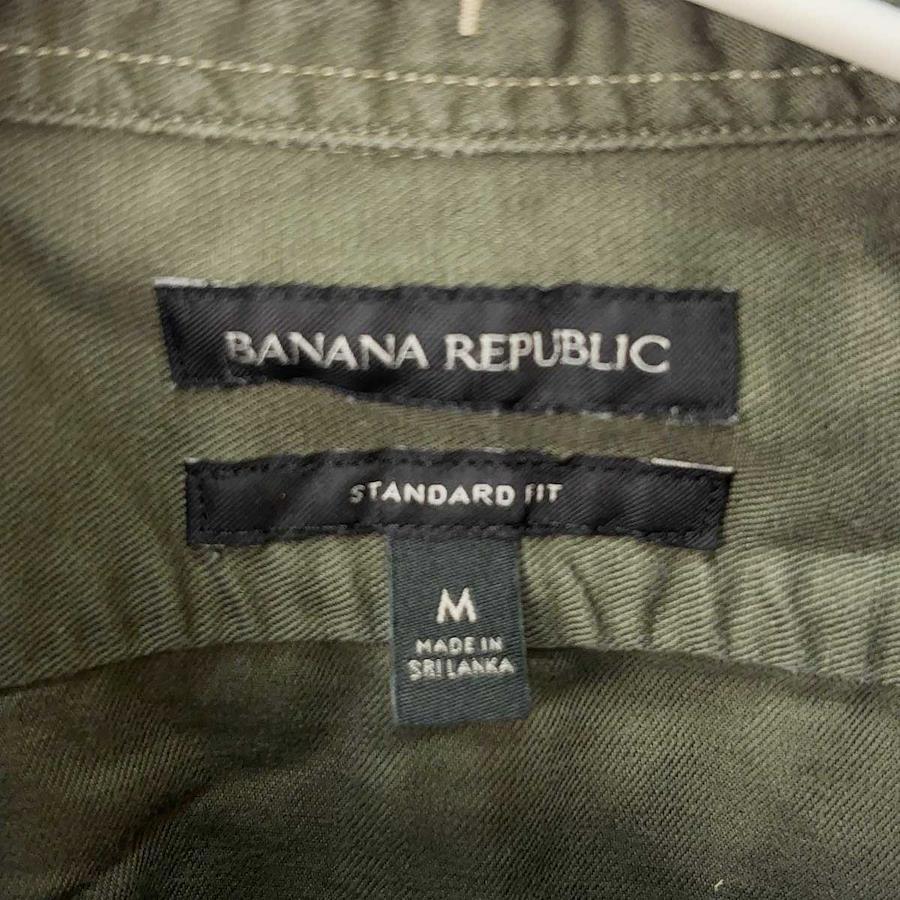 BANANA REPUBLIC
STANDARD FIT
M
MADE IN
SRI LANKA